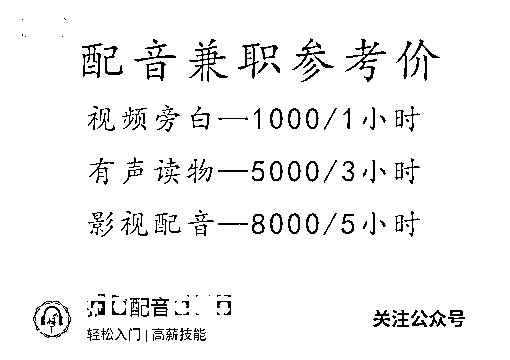 配音兼职参考价
视频旁白—1000/1小时
有声读物—5000/3小时
影视配音—8000/5小时
配音
轻松入门 | 高薪技能
关注公众号